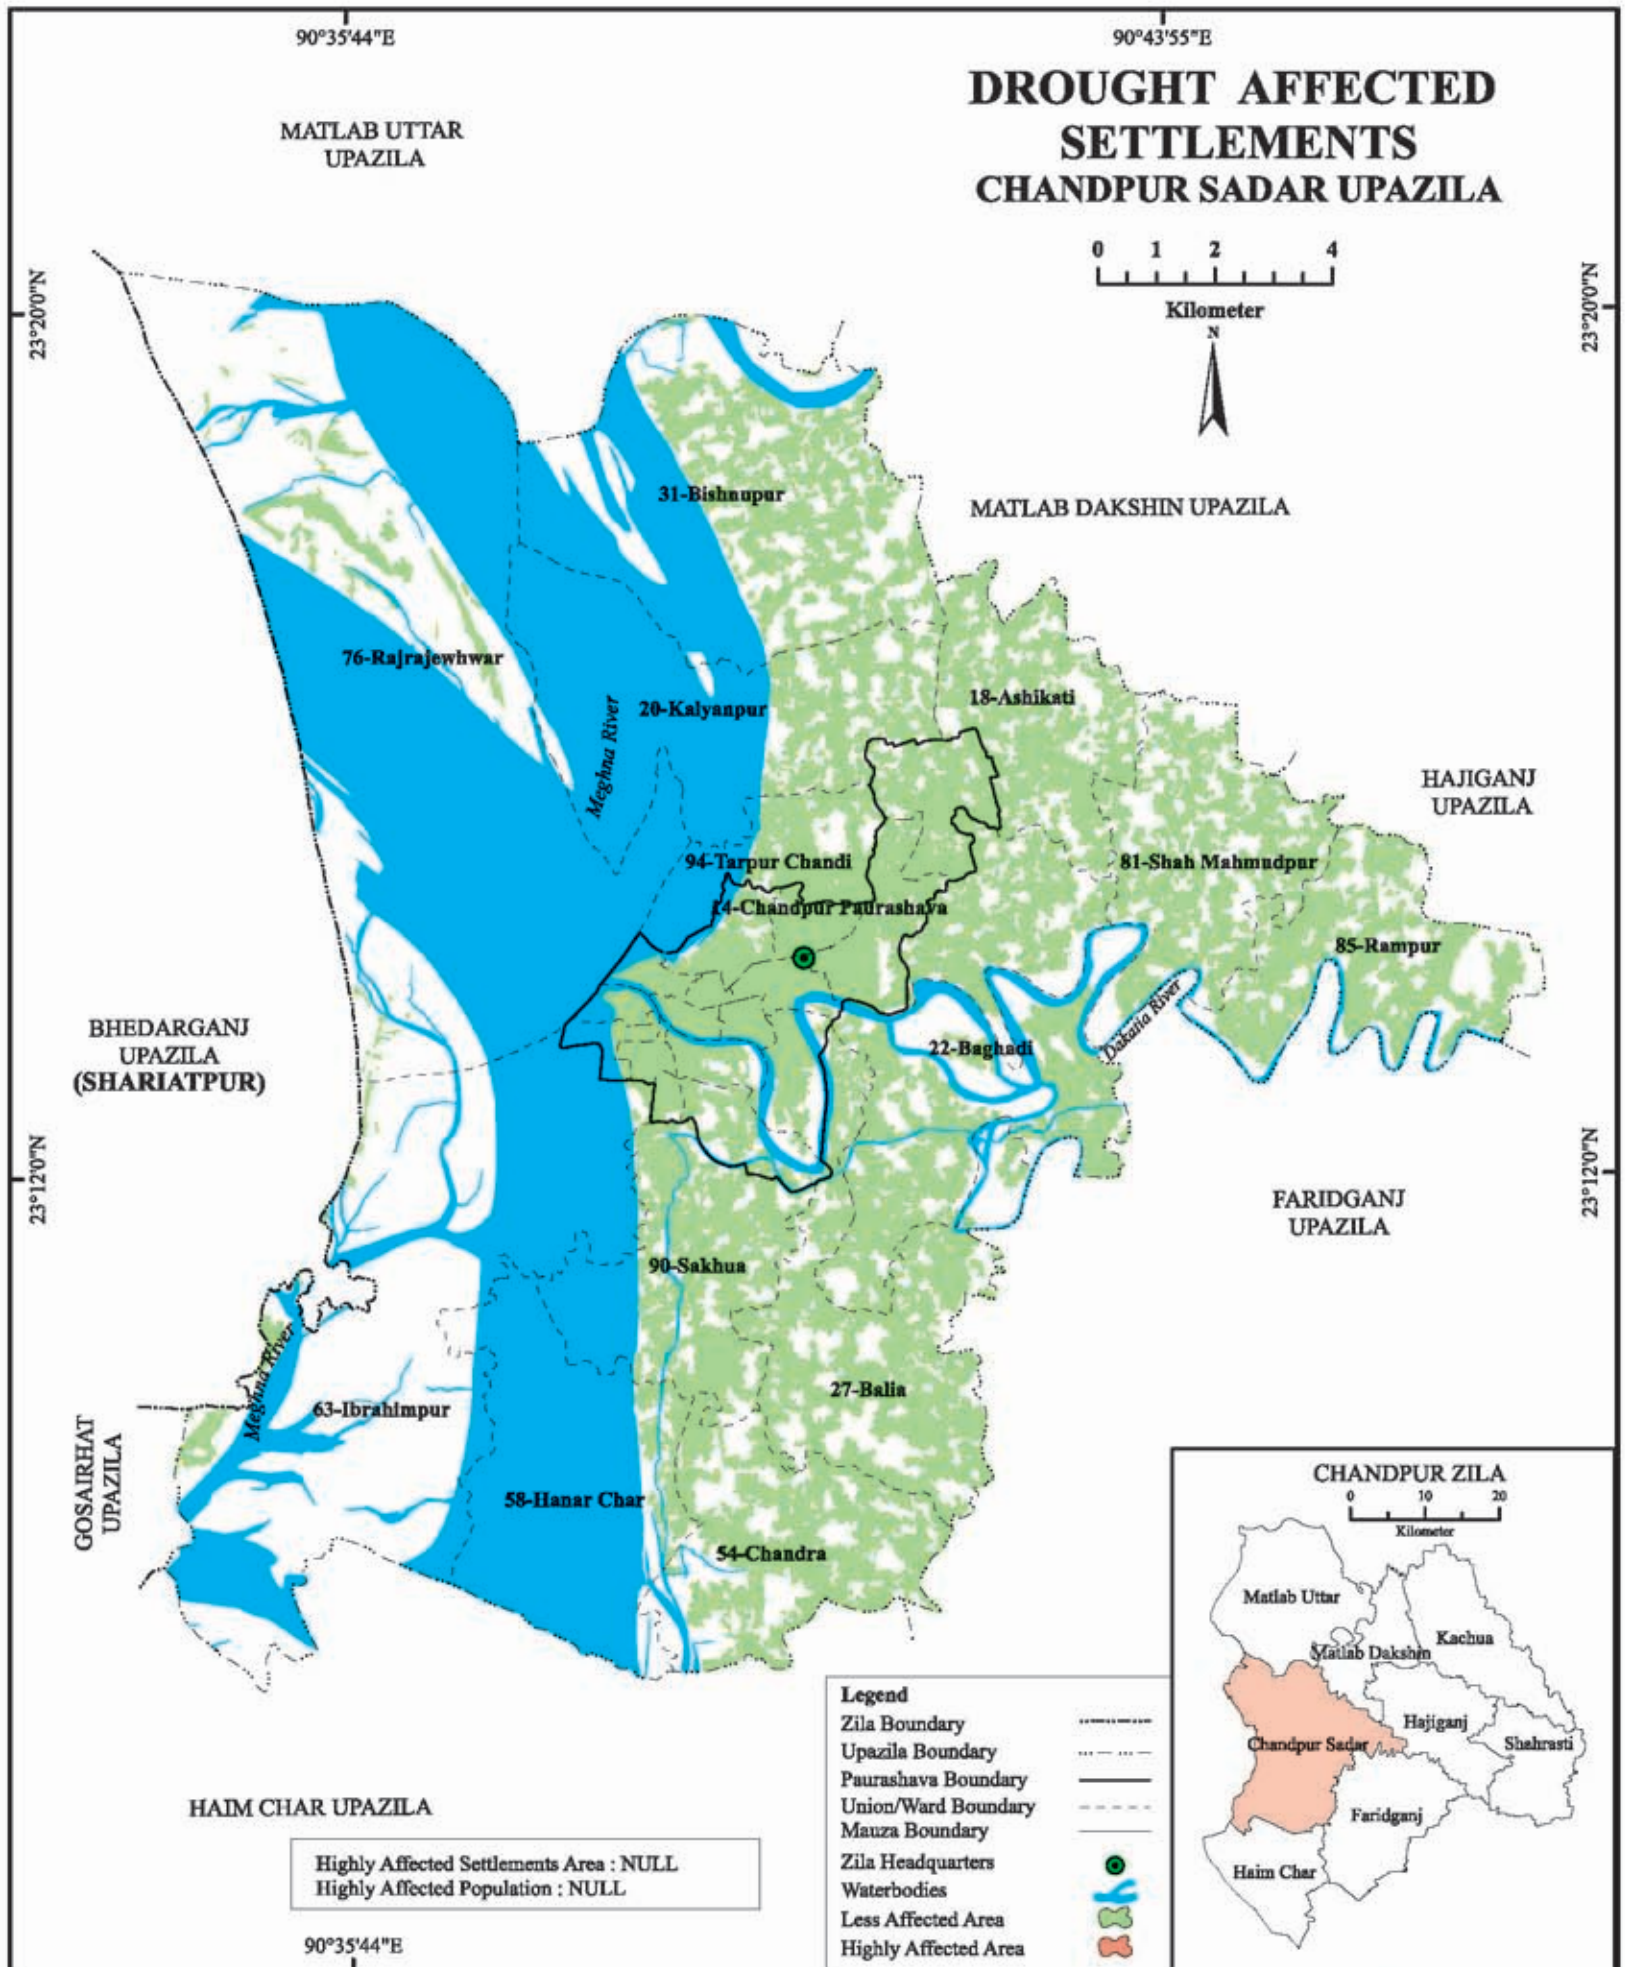 90°35'44"E
90°43'55"E
DROUGHT AFFECTED
SETTLEMENTS
CHANDPUR SADAR UPAZILA
MATLAB UTTAR
UPAZILA
0 1 2 4
Kilometer
N
23°20'0"N
23°20'0"N
31-Bishnupur
MATLAB DAKSHIN UPAZILA
76-Rajrajewhwar
Meghna River
20-Kalyanpur
18-Ashikati
HAJIGANJ
UPAZILA
94-Tarpur Chandi
81-Shah Mahmudpur
14-Chandpur Paurashava
85-Rampur
BHEDARGANJ
UPAZILA
(SHARIATPUR)
22-Baghadi
Dakatia River
23°12'0"N
23°12'0"N
FARIDGANJ
UPAZILA
90-Sakhua
Meghna River
27-Balia
63-Ibrahimpur
GOSAIRHAT
UPAZILA
58-Hanar Char
54-Chandra
CHANDPUR ZILA
0 10 20
Kilometer
Matlab Uttar
Kachua
Matlab Dakshin
Hajiganj
Chandpur Sadar
Shahrasti
Faridganj
Haim Char
Legend
Zila Boundary
Upazila Boundary
Paurashava Boundary
Union/Ward Boundary
Mauza Boundary
Zila Headquarters
Waterbodies
Less Affected Area
Highly Affected Area
HAIM CHAR UPAZILA
Highly Affected Settlements Area : NULL
Highly Affected Population : NULL
90°35'44"E